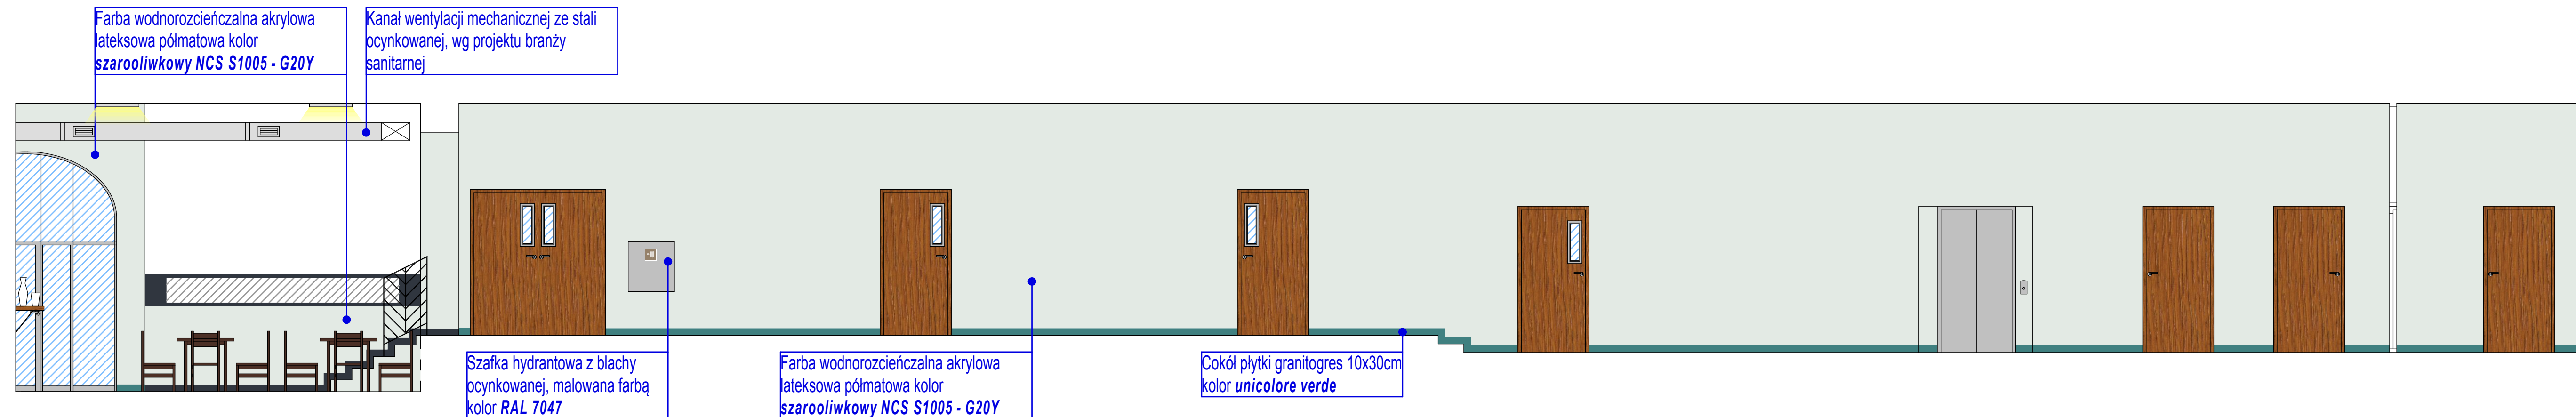 Farba wodnorozcieńczalna akrylowa
lateksowa półmatowa kolor
szarooliwkowy NCS S1005 - G20Y
Kanał wentylacji mechanicznej ze stali
ocynkowanej, wg projektu branży
sanitarnej
Szafka hydrantowa z blachy
ocynkowanej, malowana farbą
kolor RAL 7047
Farba wodnorozcieńczalna akrylowa
lateksowa półmatowa kolor
szarooliwkowy NCS S1005 - G20Y
Cokół płytki granitogres 10x30cm
kolor unicolore verde